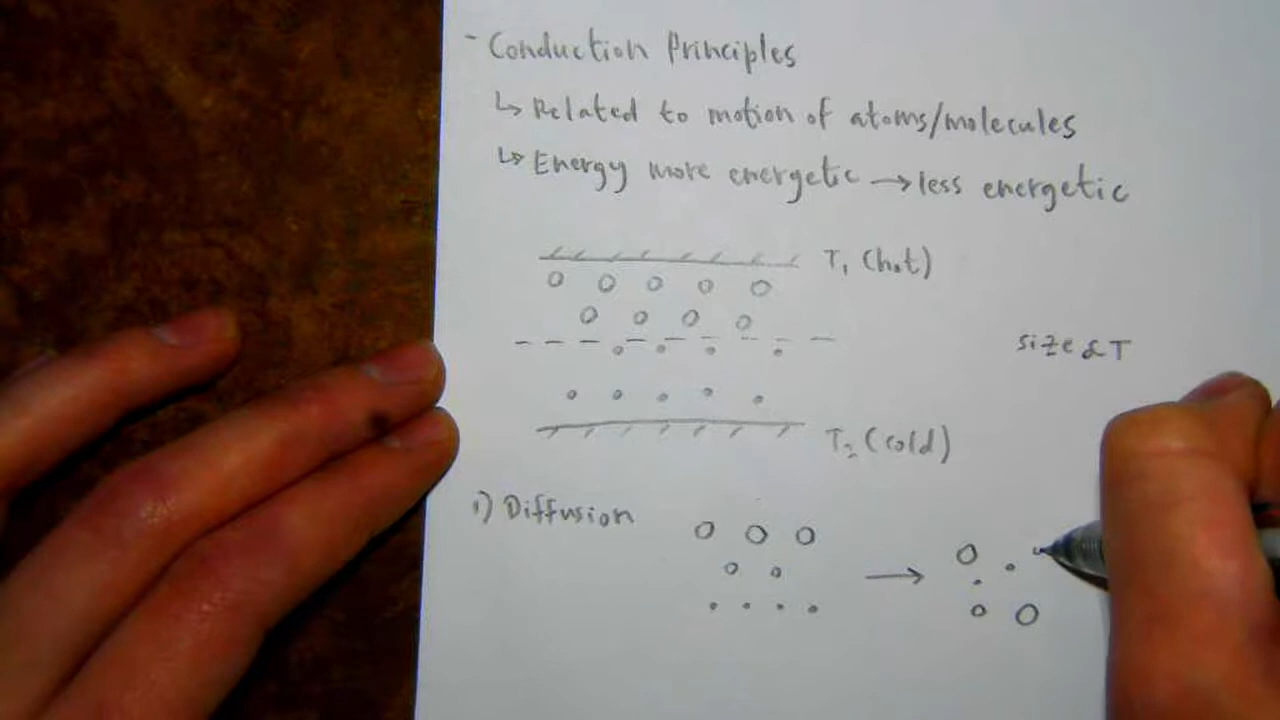 - Conduction Principles
↳ Related to motion of atoms/molecules
↳ Energy more energetic → less energetic
T₁ (hot)
size & T
T₂ (cold)
1) Diffusion